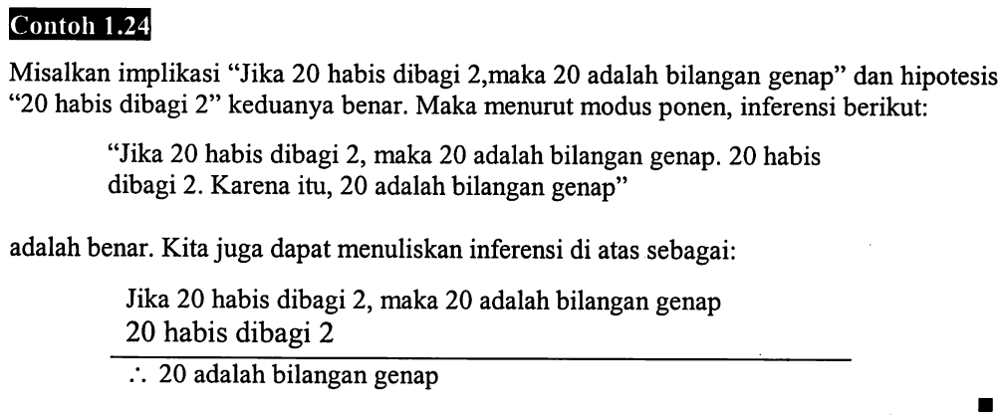 Contoh 1.24
Misalkan implikasi “Jika 20 habis dibagi 2,maka 20 adalah bilangan genap” dan hipotesis
“20 habis dibagi 2” keduanya benar. Maka menurut modus ponen, inferensi berikut:
“Jika 20 habis dibagi 2, maka 20 adalah bilangan genap. 20 habis
dibagi 2. Karena itu, 20 adalah bilangan genap”
adalah benar. Kita juga dapat menuliskan inferensi di atas sebagai:
Jika 20 habis dibagi 2, maka 20 adalah bilangan genap
20 habis dibagi 2
∴ 20 adalah bilangan genap